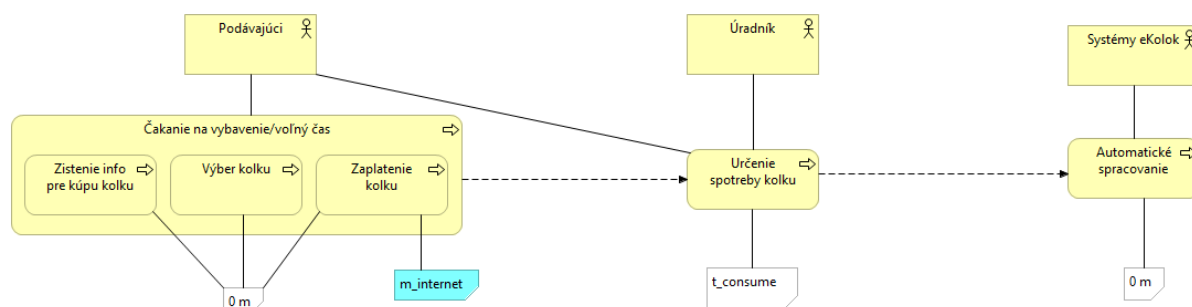 Podávajúci
Úradník
Systémy eKolok
Čakanie na vybavenie/voľný čas
Zistenie info
pre kúpu kolku
Výber kolku
Zaplatenie
kolku
Určenie
spotreby kolku
Automatické
spracovanie
0 m
m_internet
t_consume
0 m